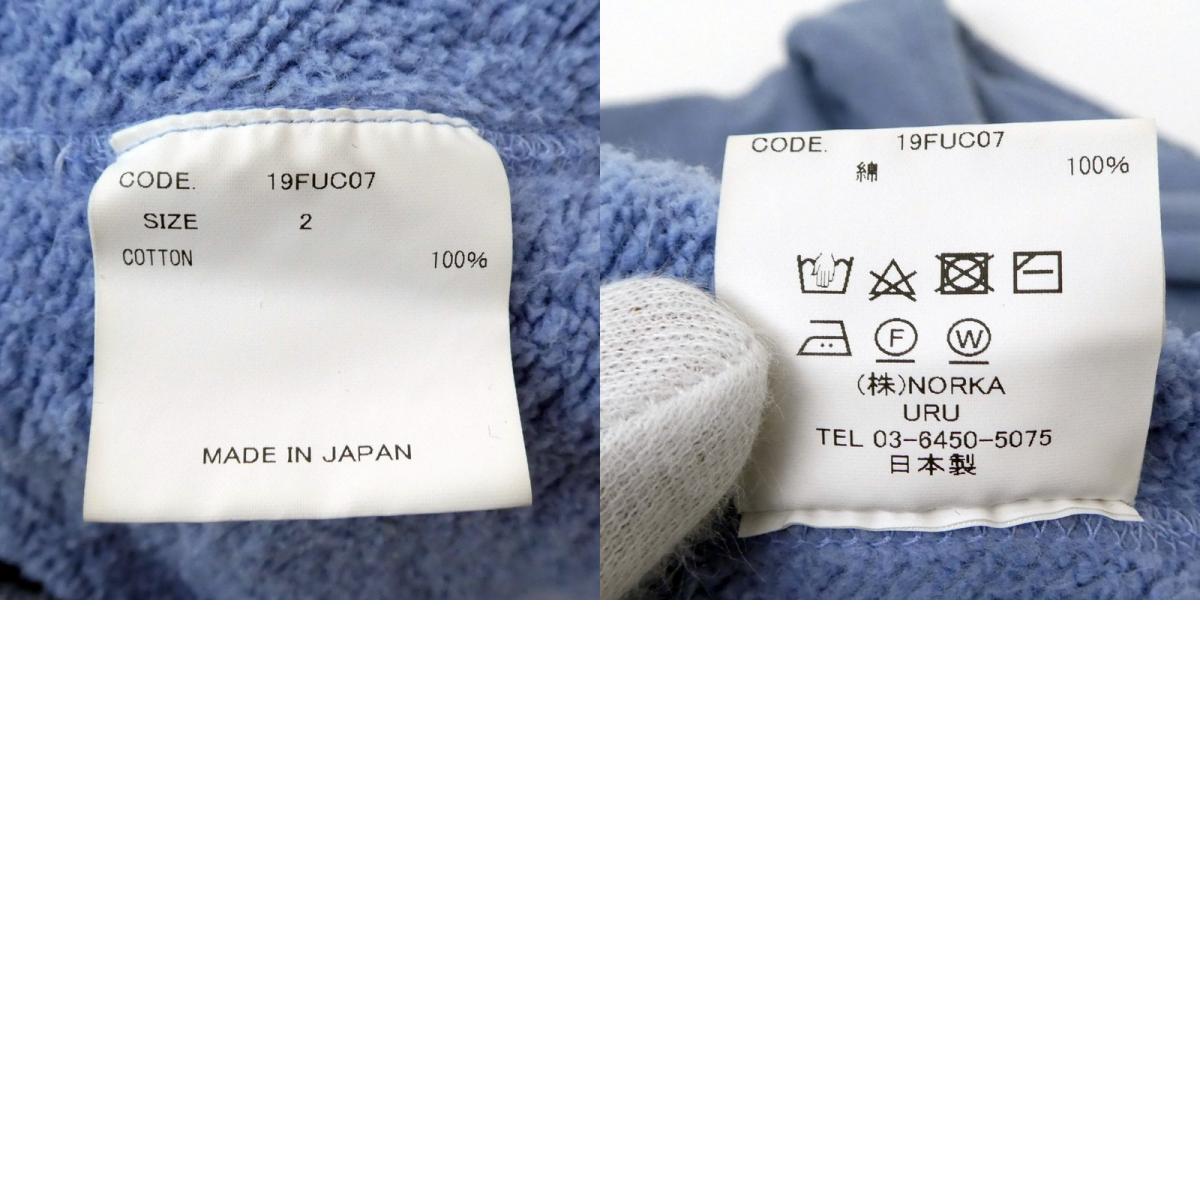 CODE. 19FUC07
SIZE 2
COTTON 100%
MADE IN JAPAN
CODE. 19FUC07
綿 100%
F W
(株)NORKA
URU
TEL 03-6450-5075
日本製